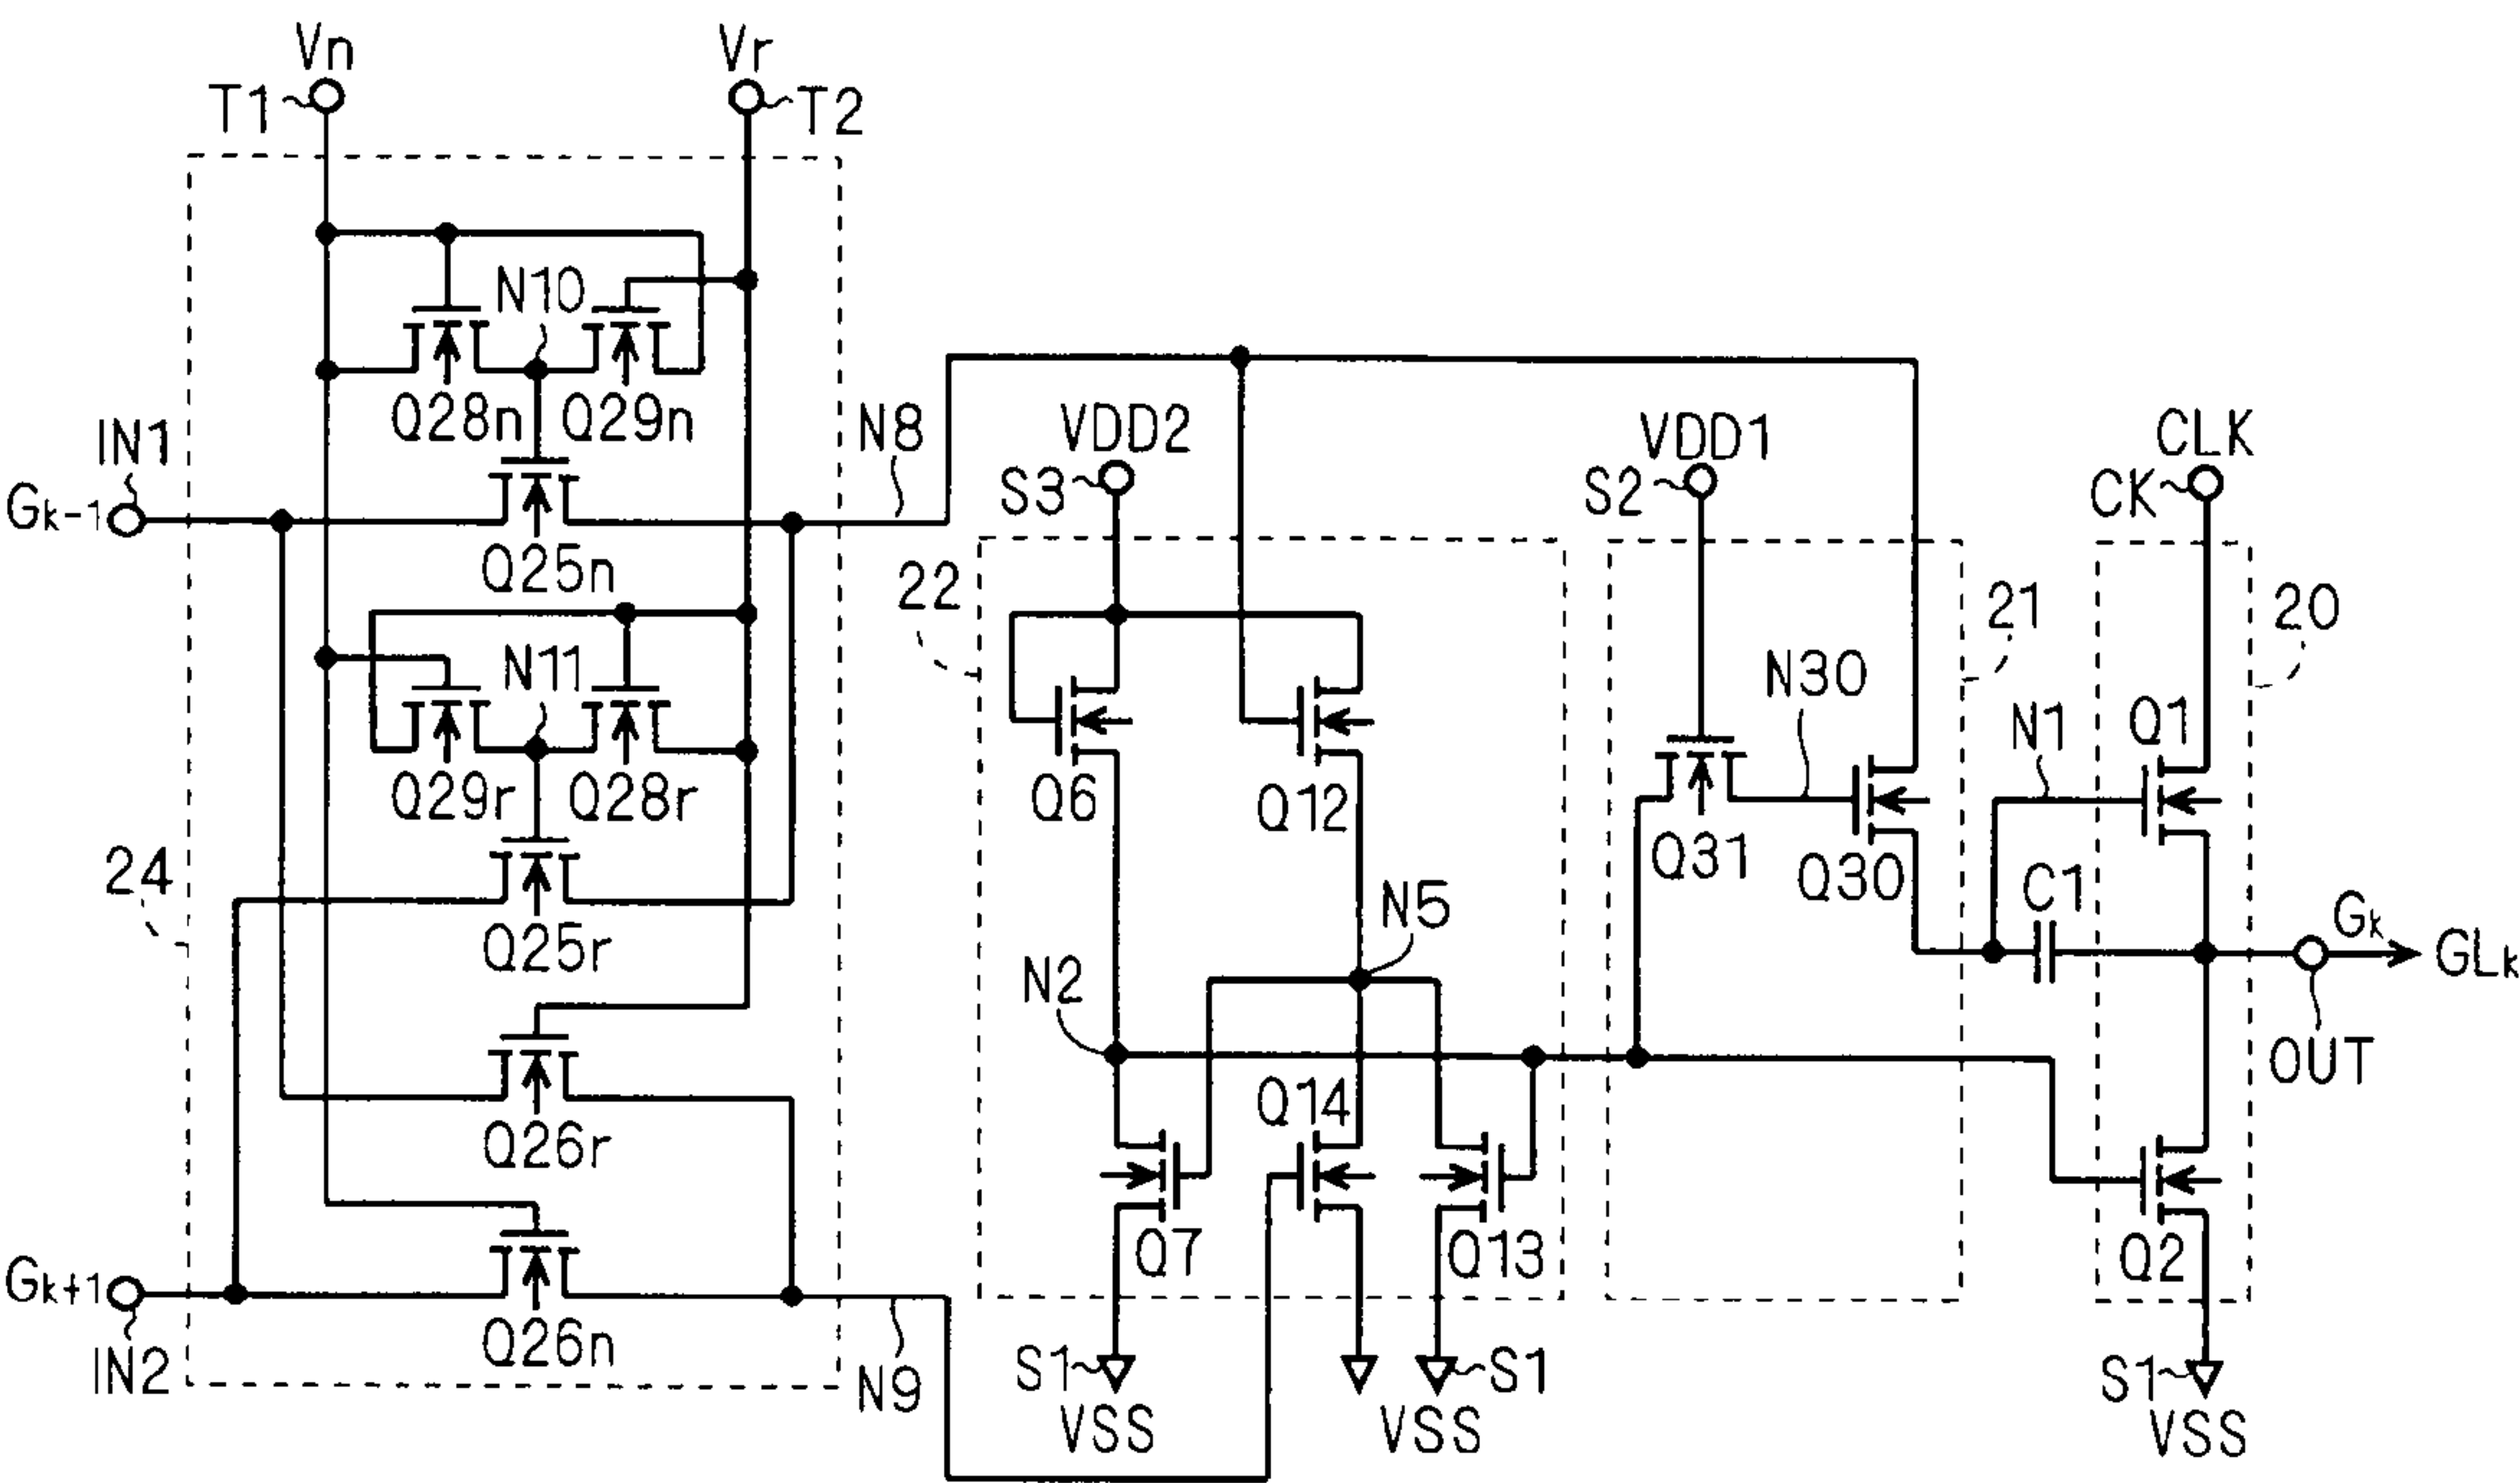 Vn
Vr
T1
T2
N10
Q28n
Q29n
IN1
Gk-1
Q25n
N8
VDD2
S3
VDD1
S2
CLK
CK
22
21
20
N11
Q29r
Q28r
Q6
Q12
N30
N1
Q1
Q31
Q30
C1
24
Q25r
N5
N2
Gk
GLk
OUT
Q14
Q26r
Q7
Q13
Q2
Gk+1
IN2
Q26n
N9
S1
VSS
S1
VSS
S1
VSS